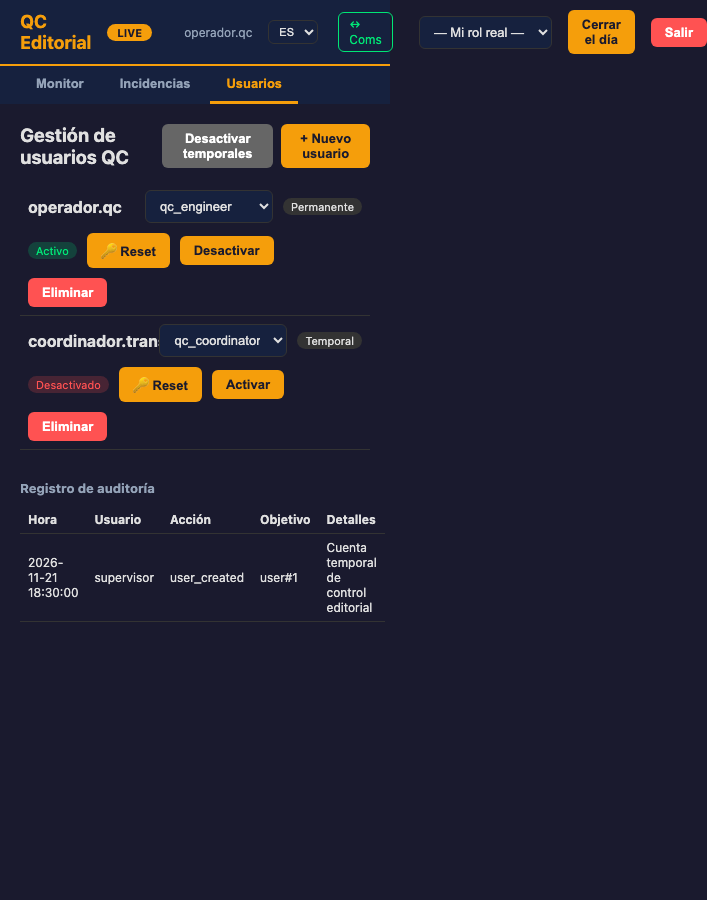 QC
Editorial
LIVE
operador.qc
ES
↔
Coms
— Mi rol real —
Cerrar
el día
Salir
Monitor
Incidencias
Usuarios
Gestión de
usuarios QC
Desactivar
temporales
+ Nuevo
usuario
operador.qc
qc_engineer
Permanente
Activo
🔑 Reset
Desactivar
Eliminar
coordinador.tran
qc_coordinator
Temporal
Desactivado
🔑 Reset
Activar
Eliminar
Registro de auditoría
Hora Usuario Acción Objetivo Detalles
2026-
11-21
18:30:00
supervisor
user_created
user#1
Cuenta
temporal
de
control
editorial